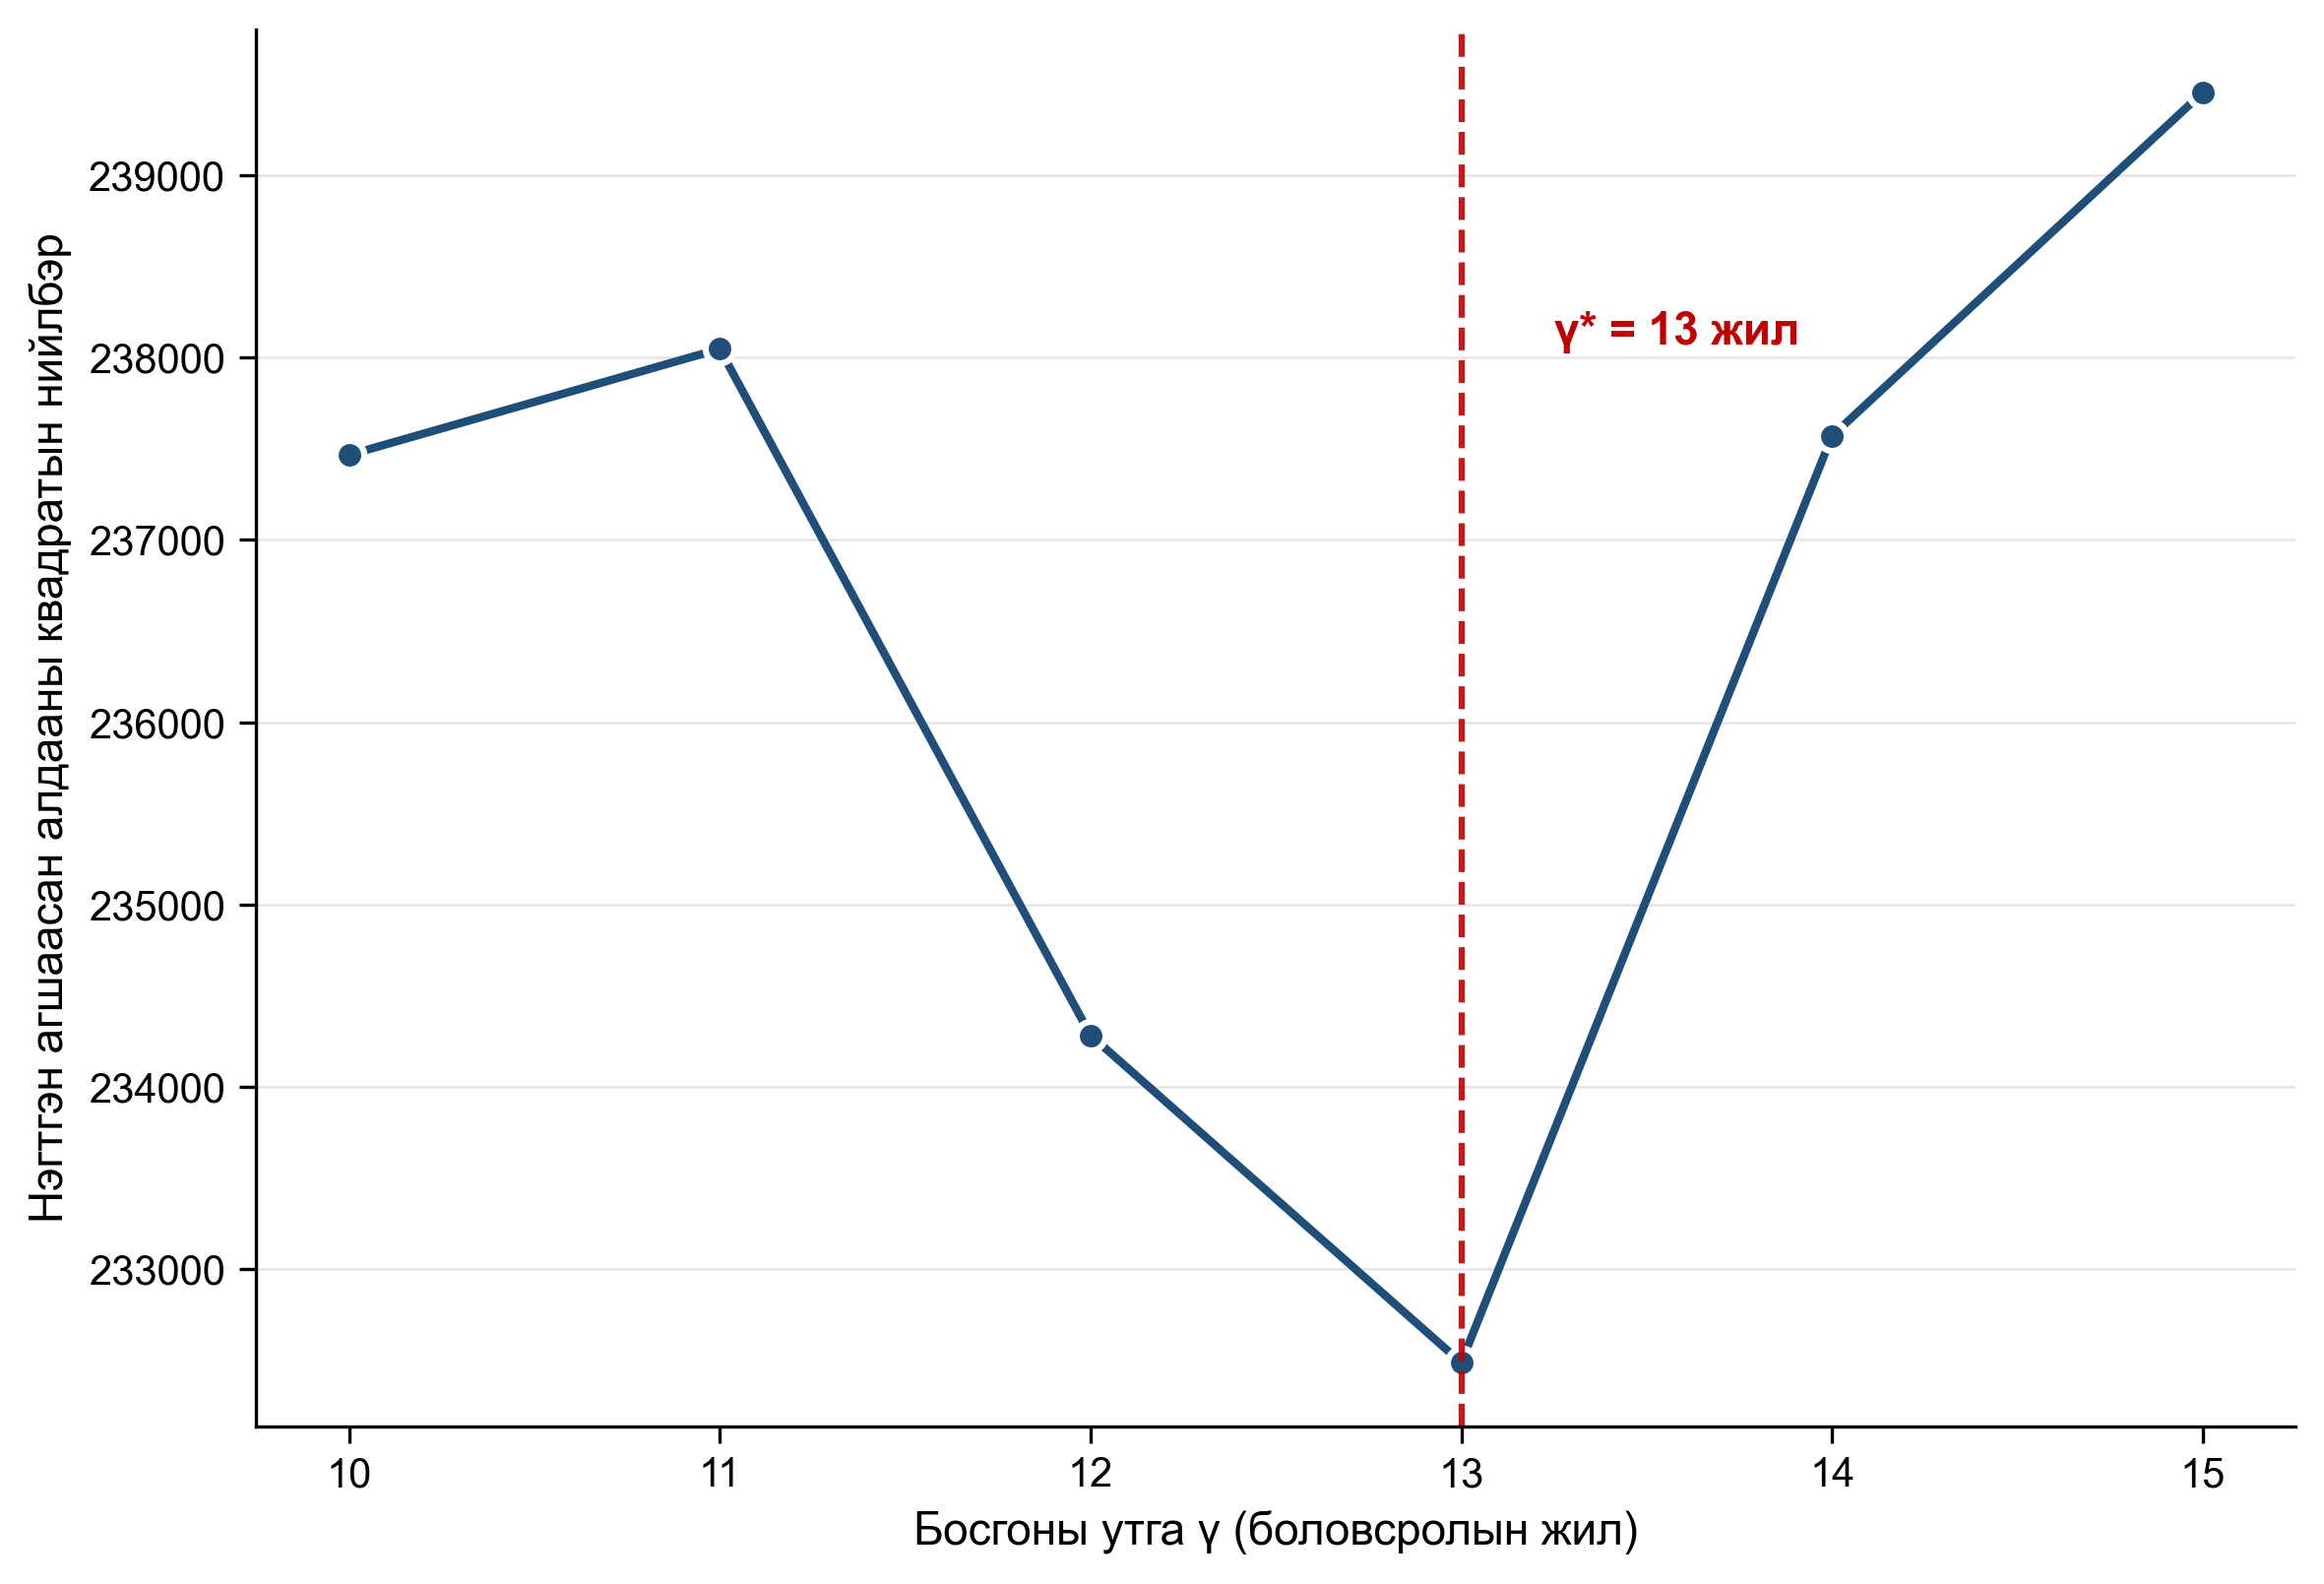 Нэгтгэн агшаасан алдааны квадратын нийлбэр
239000
238000
237000
236000
235000
234000
233000
γ* = 13 жил
10 11 12 13 14 15
Босгоны утга γ (боловсролын жил)